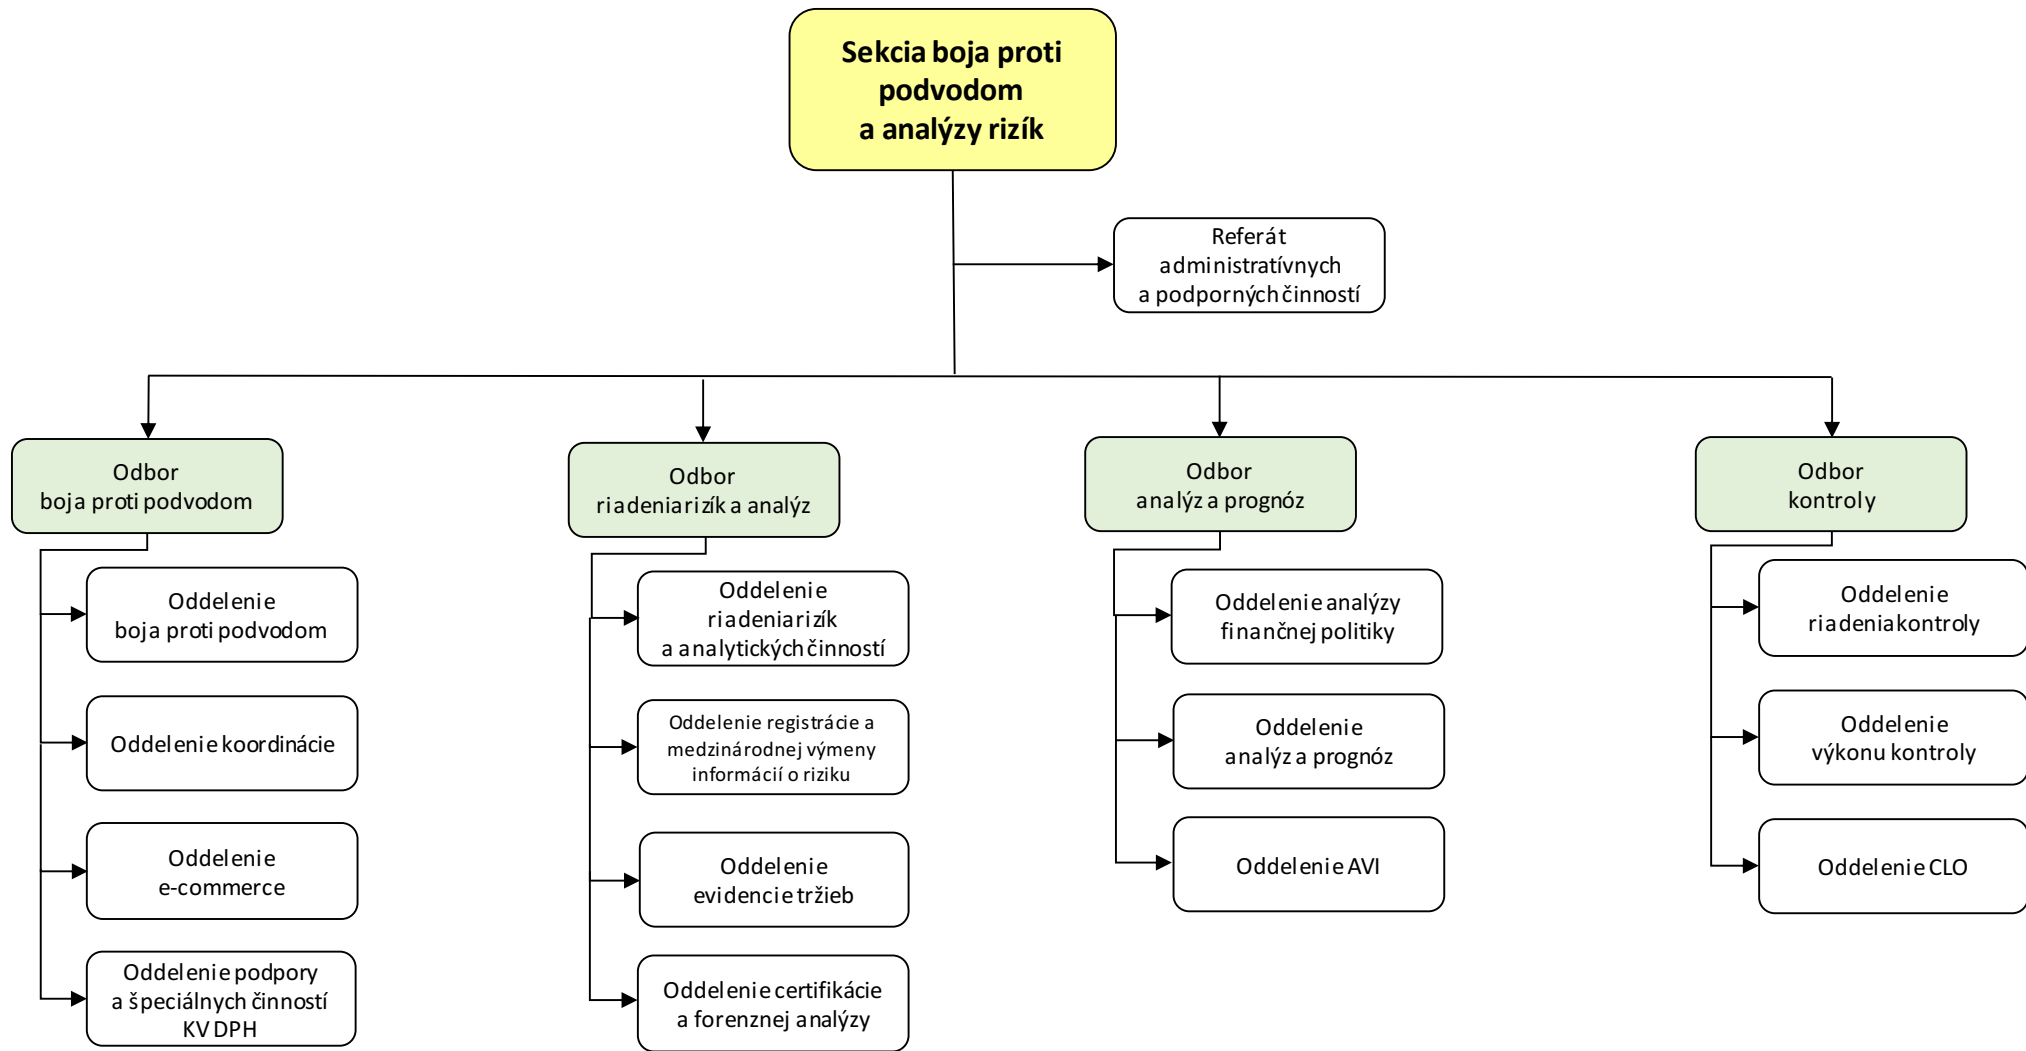 Sekcia boja proti
podvodom
a analýzy rizík
Referát
administratívnych
a podporných činností
Odbor
boja proti podvodom
Oddelenie
boja proti podvodom
Oddelenie koordinácie
Oddelenie
e-commerce
Oddelenie podpory
a špeciálnych činností
KV DPH
Odbor
riadenia rizík a analýz
Oddelenie
riadenia rizík
a analytických činností
Oddelenie registrácie a
medzinárodnej výmeny
informácií o riziku
Oddelenie
evidencie tržieb
Oddelenie certifikácie
a forenznej analýzy
Odbor
analýz a prognóz
Oddelenie analýzy
finančnej politiky
Oddelenie
analýz a prognóz
Oddelenie AVI
Odbor
kontroly
Oddelenie
riadenia kontroly
Oddelenie
výkonu kontroly
Oddelenie CLO